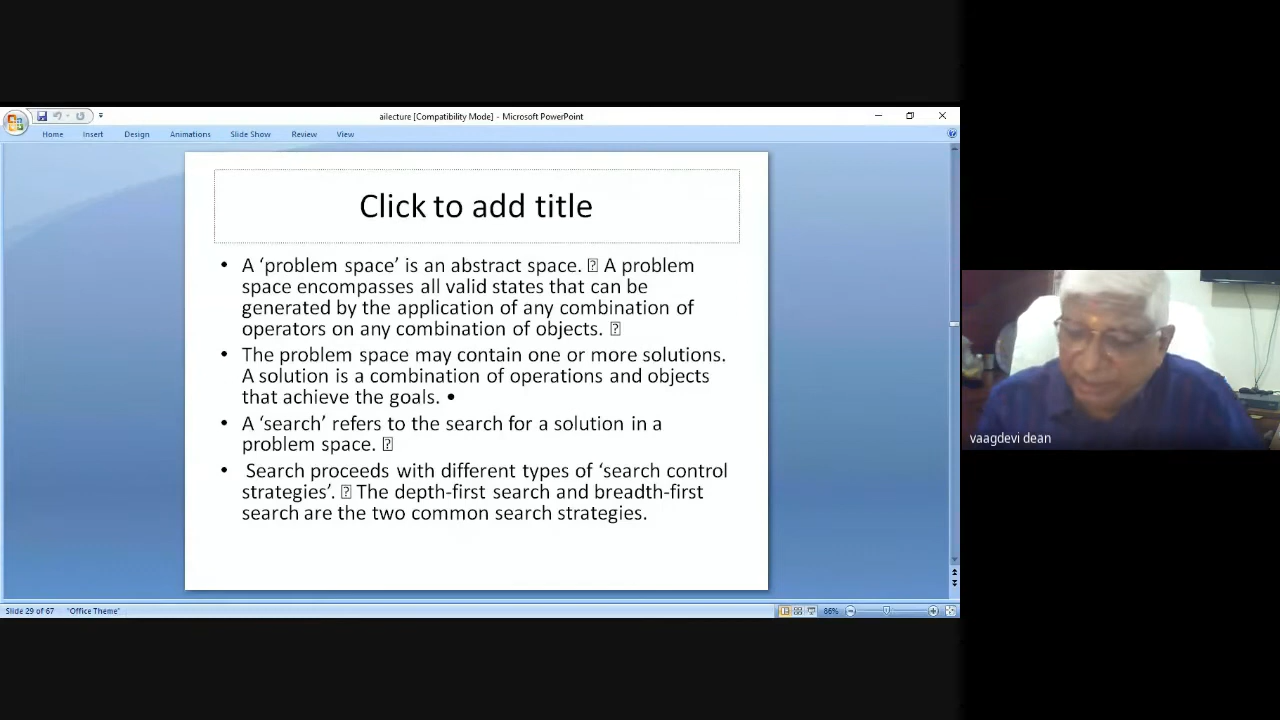 ailecture [Compatibility Mode] - Microsoft PowerPoint
Home Insert Design Animations Slide Show Review View
Click to add title
• A ‘problem space’ is an abstract space. A problem
space encompasses all valid states that can be
generated by the application of any combination of
operators on any combination of objects.
• The problem space may contain one or more solutions.
A solution is a combination of operations and objects
that achieve the goals. •
• A ‘search’ refers to the search for a solution in a
problem space.
• Search proceeds with different types of ‘search control
strategies’. The depth-first search and breadth-first
search are the two common search strategies.
vaagdevi dean
Slide 29 of 67 "Office Theme" 86%